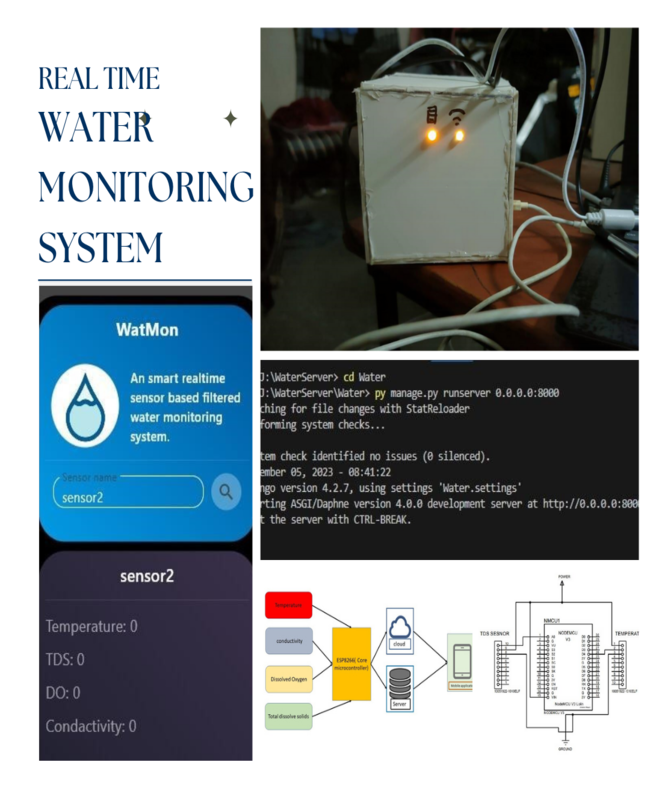 REAL TIME
WATER
MONITORING
SYSTEM
WatMon
An smart realtime
sensor based filtered
water monitoring
system.
Sensor name
sensor2
sensor2
Temperature: 0
TDS: 0
DO: 0
Condactivity: 0
J:\WaterServer> cd Water
J:\WaterServer\Water> py manage.py runserver 0.0.0.0:8000
ching for file changes with StatReloader
forming system checks...
tem check identified no issues (0 silenced).
ember 05, 2023 - 08:41:22
ngo version 4.2.7, using settings 'Water.settings'
rting ASGI/Daphne version 4.0.0 development server at http://0.0.0.0:800
t the server with CTRL-BREAK.
Temperature
conductivity
Dissolved Oxygen
Total dissolve solids
ESP8266( Core
microcontroller)
cloud
Server
Mobile application
POWER
TDS SESNOR
NMCU1
NODEMCU
TEMPERAT
GROUND